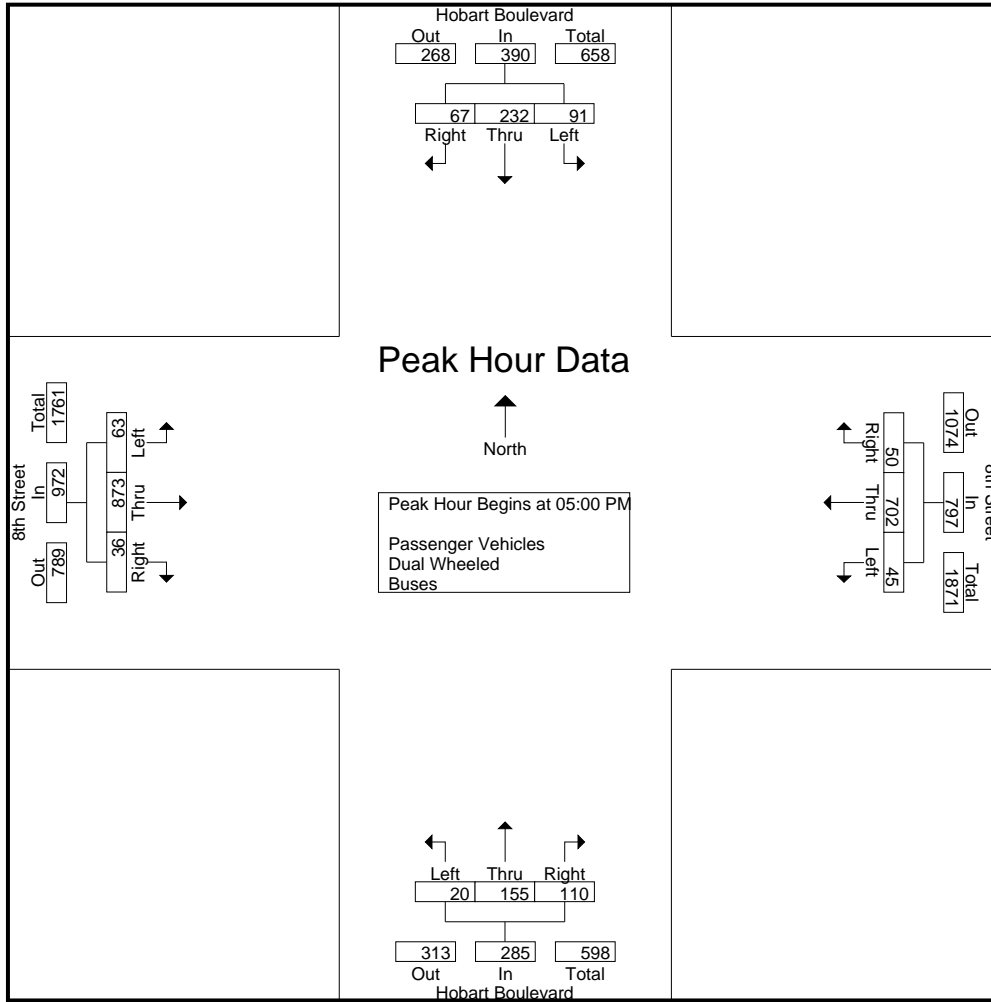 Hobart Boulevard
Out In Total
268 390 658
67 232 91
Right Thru Left
Peak Hour Data
North
Peak Hour Begins at 05:00 PM
Passenger Vehicles
Dual Wheeled
Buses
8th Street
Out In Total
789 972 1761
Left Thru Right
63 873 36
8th Street
Out In Total
1074 797 1871
Right Thru Left
50 702 45
Left Thru Right
20 155 110
313 285 598
Out In Total
Hobart Boulevard